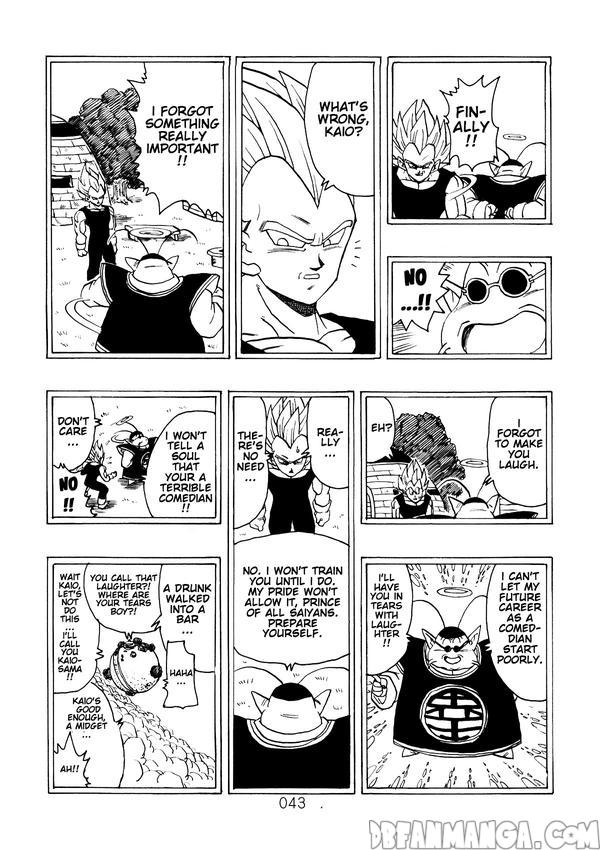 FIN-
ALLY
!!
NO
...!!
WHAT'S
WRONG,
KAIO?
I FORGOT
SOMETHING
REALLY
IMPORTANT
!!
I
FORGOT
TO MAKE
YOU
LAUGH.
EH?
I CAN'T
LET MY
FUTURE
CAREER
AS A
COME-
DIAN
START
POORLY.
I'LL
HAVE YOU
IN TEARS
WITH
LAUGH-
TER !!
REA-
LLY
...
THE-
RE'S
NO
NEED
...
NO. I WON'T TRAIN
YOU UNTIL I DO.
MY PRIDE WON'T
ALLOW IT, PRINCE
OF ALL SAIYANS.
PREPARE
YOURSELF.
I WON'T
TELL A
SOUL THAT
YOUR A
TERRIBLE
COMEDIAN
!!
DON'T
CARE
...
NO
!!
A DRUNK
WALKED
INTO A
BAR
...
HAHA
...
YOU CALL THAT
LAUGHTER!?
WHERE ARE
YOUR TEARS
BOY?!
WAIT
KAIO,
LET'S
NOT
DO THIS
...
I'LL
CALL YOU
KAIO-
SAMA
!!
KAIO'S
GOOD
ENOUGH,
A MIDGET
...
AH!!
043
DBFANMANGA.COM